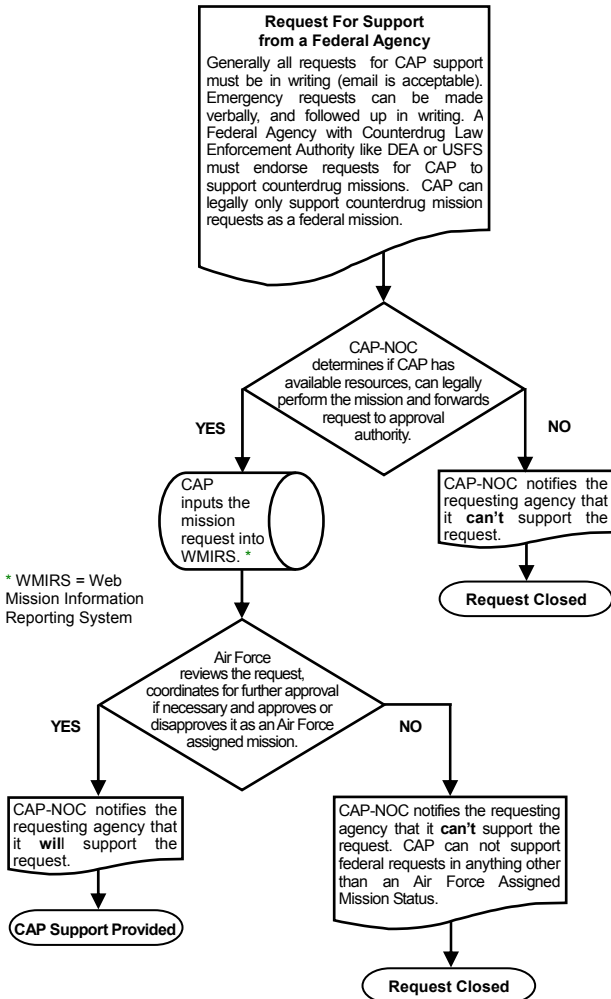 Request For Support
from a Federal Agency
Generally all requests for CAP support
must be in writing (email is acceptable).
Emergency requests can be made
verbally, and followed up in writing. A
Federal Agency with Counterdrug Law
Enforcement Authority like DEA or USFS
must endorse requests for CAP to
support counterdrug missions. CAP can
legally only support counterdrug mission
requests as a federal mission.
CAP-NOC
determines if CAP has
available resources, can legally
perform the mission and forwards
request to approval
authority.
YES
NO
CAP
inputs the
mission
request into
WMIRS. *
CAP-NOC notifies the
requesting agency that
it can't support the
request.
* WMIRS = Web
Mission Information
Reporting System
Request Closed
Air Force
reviews the request,
coordinates for further approval
if necessary and approves or
disapproves it as an Air Force
assigned mission.
YES
NO
CAP-NOC notifies the
requesting agency that
it will support the
request.
CAP Support Provided
CAP-NOC notifies the requesting
agency that it can't support the
request. CAP can not support
federal requests in anything other
than an Air Force Assigned
Mission Status.
Request Closed